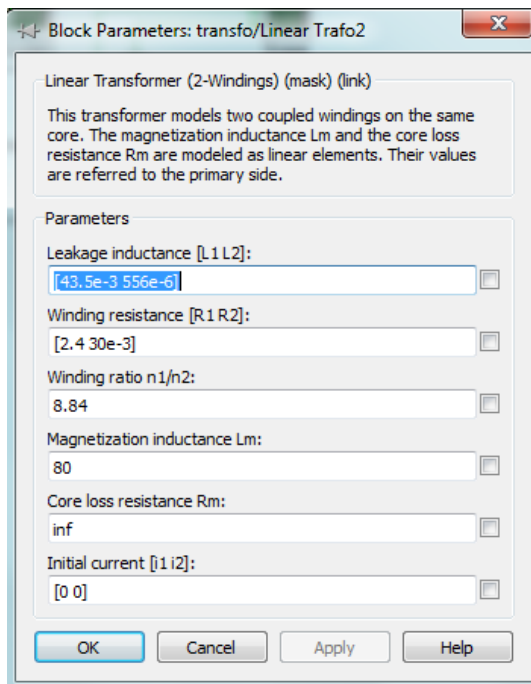 Block Parameters: transfo/Linear Trafo2
Linear Transformer (2-Windings) (mask) (link)
This transformer models two coupled windings on the same
core. The magnetization inductance Lm and the core loss
resistance Rm are modeled as linear elements. Their values
are referred to the primary side.
Parameters
Leakage inductance [L1 L2]:
[43.5e-3 556e-6]
Winding resistance [R1 R2]:
[2.4 30e-3]
Winding ratio n1/n2:
8.84
Magnetization inductance Lm:
80
Core loss resistance Rm:
inf
Initial current [i1 i2]:
[0 0]
OK Cancel Apply Help